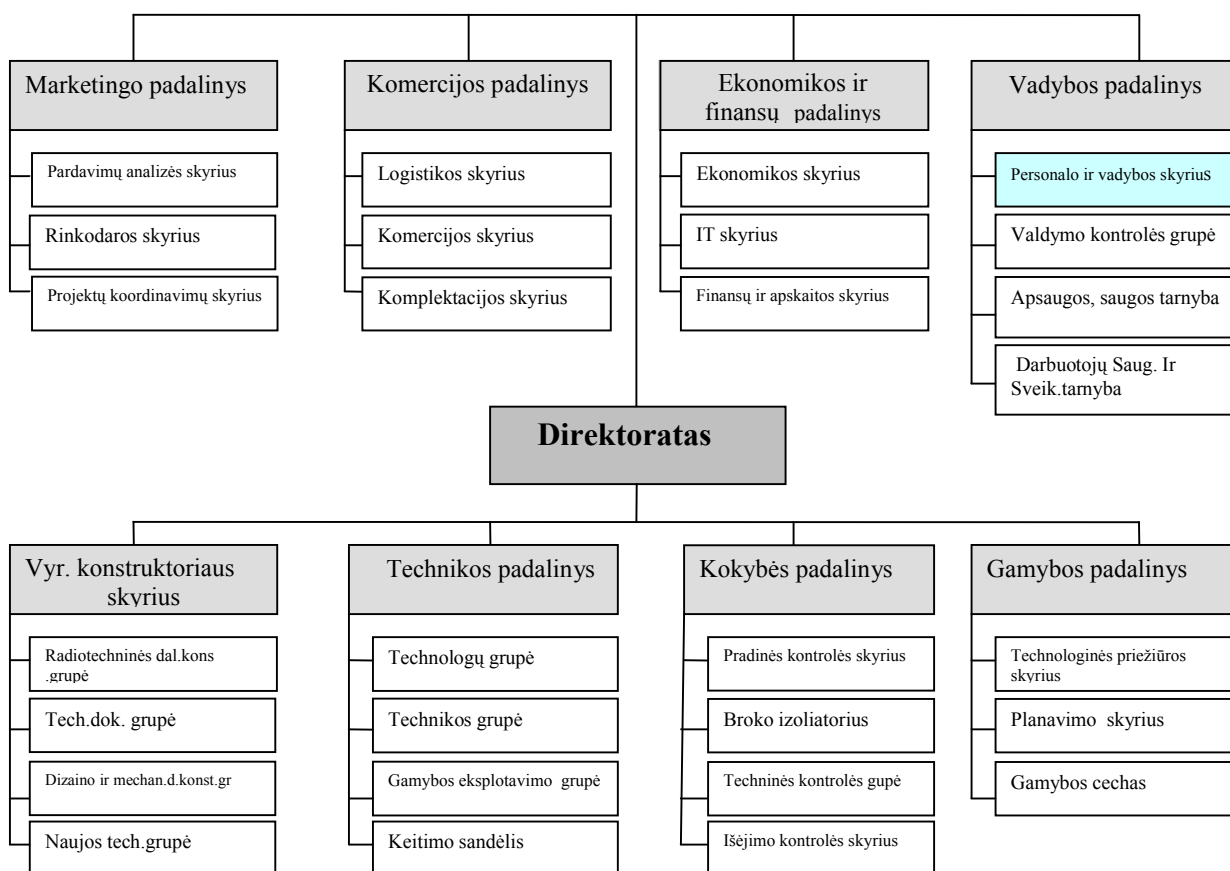 Marketingo padalinys
Pardavimų analizės skyrius
Rinkodaros skyrius
Projektų koordinavimų skyrius
Komercijos padalinys
Logistikos skyrius
Komercijos skyrius
Komplektacijos skyrius
Ekonomikos ir
finansų padalinys
Ekonomikos skyrius
IT skyrius
Finansų ir apskaitos skyrius
Vadybos padalinys
Personalo ir vadybos skyrius
Valdymo kontrolės grupė
Apsaugos, saugos tarnyba
Darbuotojų Saug. Ir
Sveik.tarnyba
Direktoratas
Vyr. konstruktoriaus
skyrius
Radiotechninės dal.kons
.grupė
Tech.dok. grupė
Dizaino ir mechan.d.konst.gr
Naujos tech.grupė
Technikos padalinys
Technologų grupė
Technikos grupė
Gamybos eksplotavimo grupė
Keitimo sandėlis
Kokybės padalinys
Pradinės kontrolės skyrius
Broko izoliatorius
Techninės kontrolės gupė
Išėjimo kontrolės skyrius
Gamybos padalinys
Technologinės priežiūros
skyrius
Planavimo skyrius
Gamybos cechas